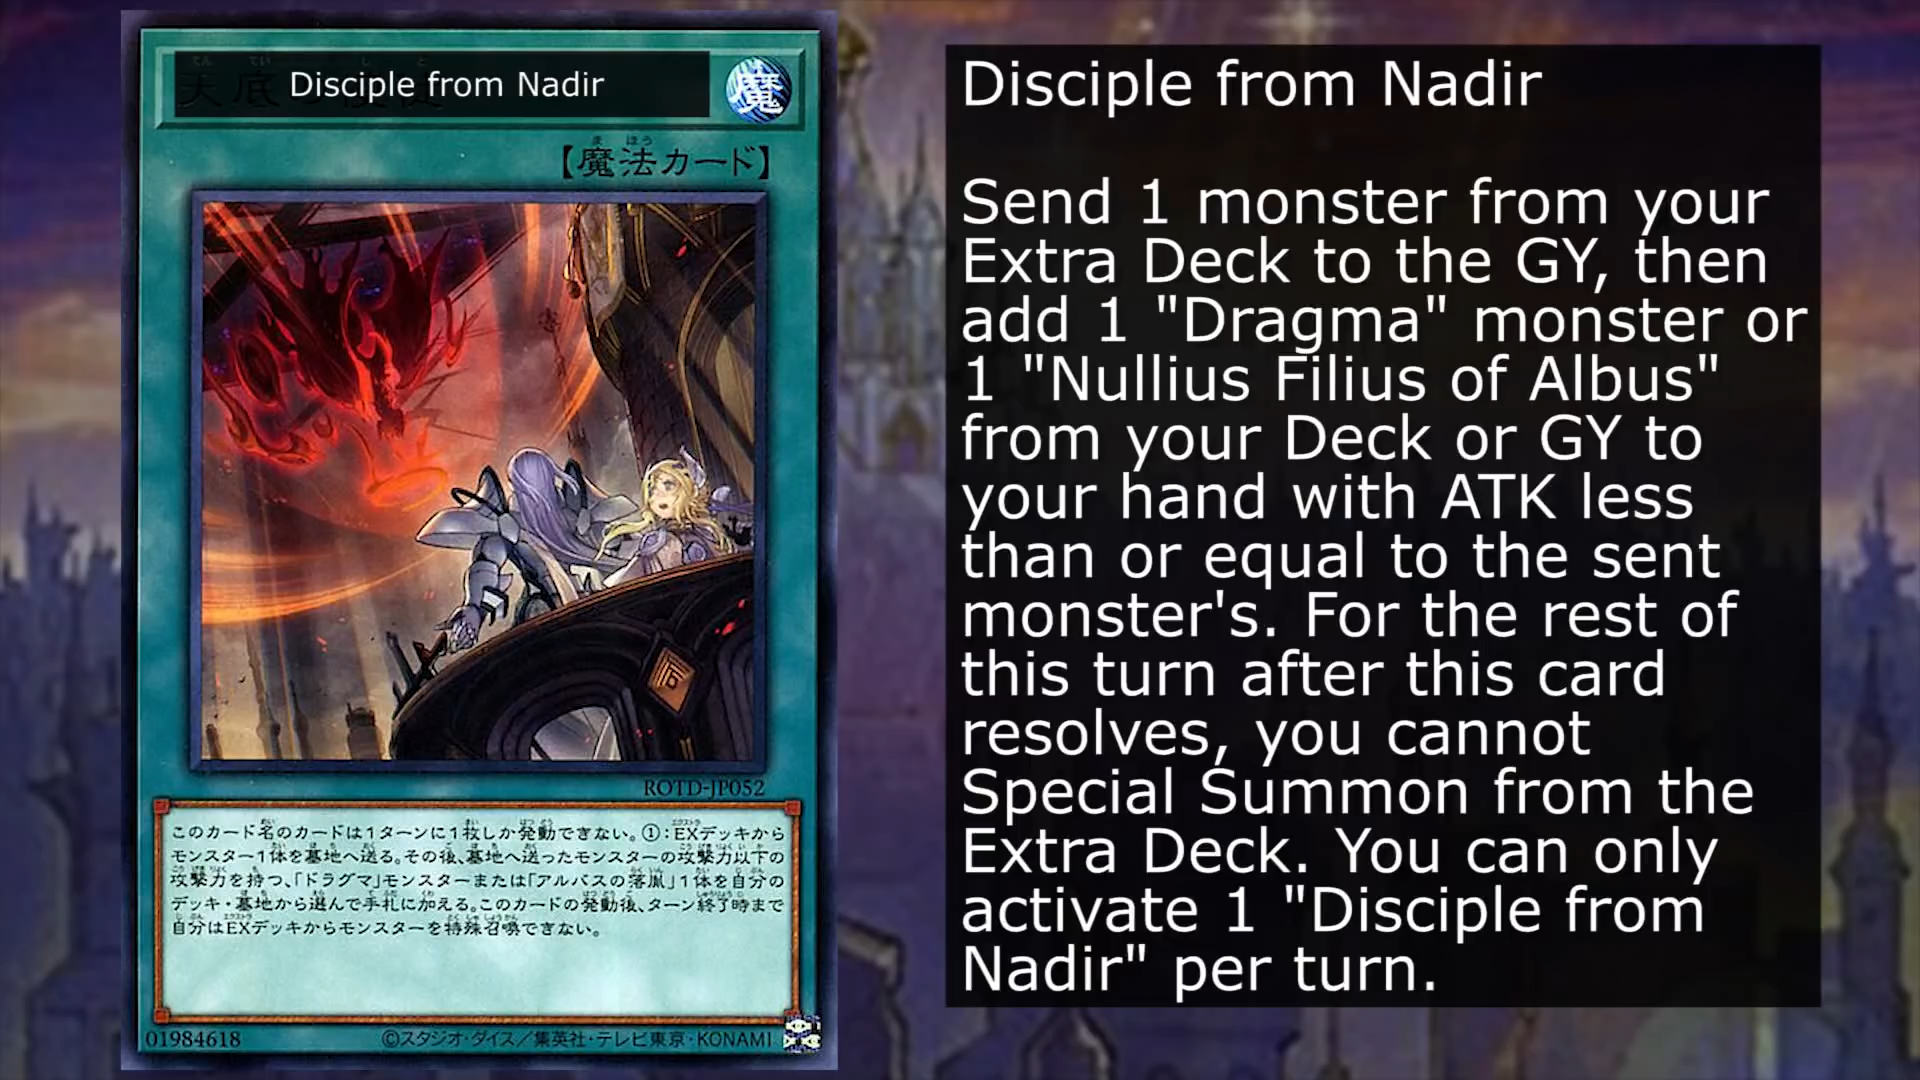 Disciple from Nadir
魔
【魔法カード】
ROTD-JP052
このカード名のカードは1ターンに1枚しか発動できない。①:EXデッキから
モンスター1体を墓地へ送る。その後、墓地へ送ったモンスターの攻撃力以下の
攻撃力を持つ、「ドラグマ」モンスターまたは「アルバスの落胤」1体を自分の
デッキ・墓地から選んで手札に加える。このカードの発動後、ターン終了時まで
自分はEXデッキからモンスターを特殊召喚できない。
01984618
©スタジオ・ダイス/集英社・テレビ東京・KONAMI
Disciple from Nadir
Send 1 monster from your
Extra Deck to the GY, then
add 1 "Dragma" monster or
1 "Nullius Filius of Albus"
from your Deck or GY to
your hand with ATK less
than or equal to the sent
monster's. For the rest of
this turn after this card
resolves, you cannot
Special Summon from the
Extra Deck. You can only
activate 1 "Disciple from
Nadir" per turn.